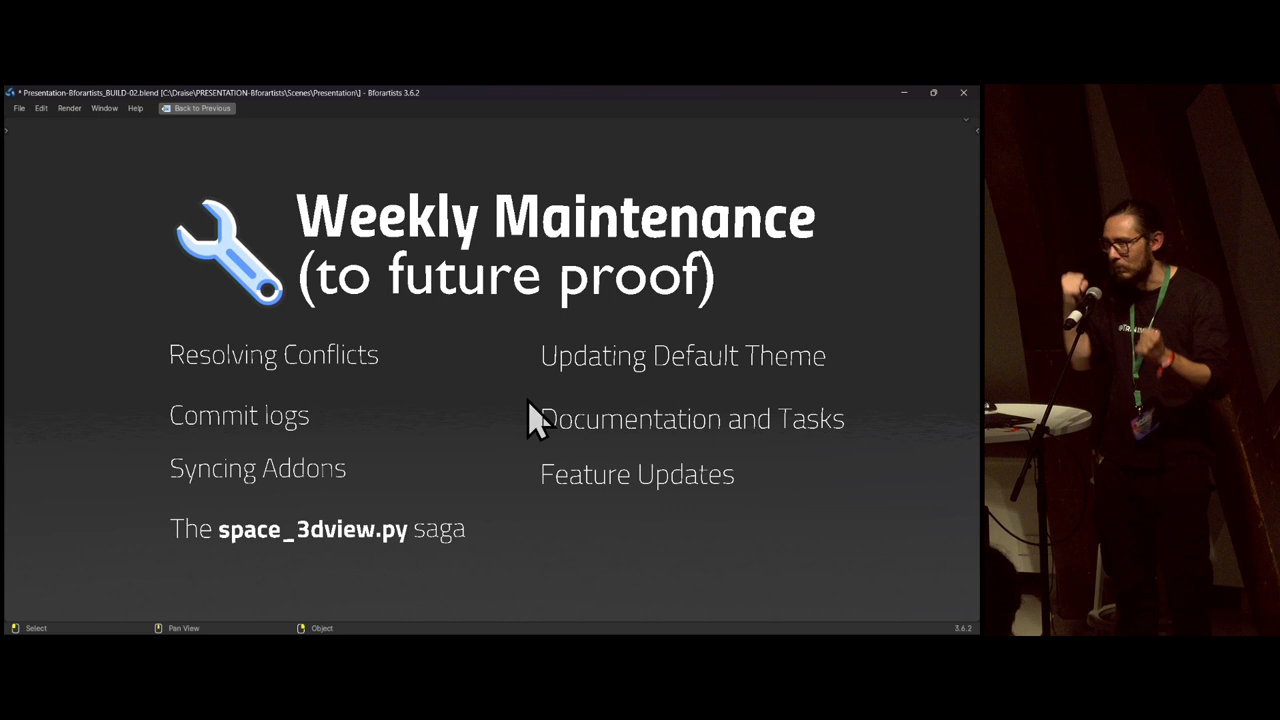 * Presentation-Bforartists_BUILD-02.blend [C:\Draise\PRESENTATION-Bforartists\Scenes\Presentation\] - Bforartists 3.6.2
File Edit Render Window Help Back to Previous
Weekly Maintenance
(to future proof)
Resolving Conflicts
Commit logs
Syncing Addons
The space_3dview.py saga
Updating Default Theme
Documentation and Tasks
Feature Updates
Select Pan View Object 3.6.2